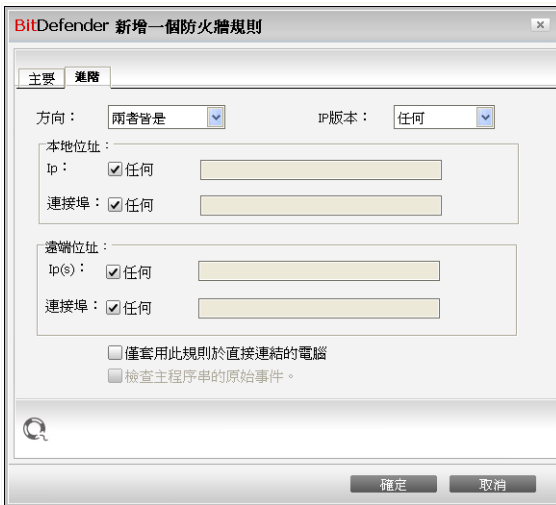 BitDefender 新增一個防火牆規則
主要 進階
方向： 兩者皆是 IP版本： 任何
本地位址：
Ip： 任何
連接埠： 任何
遠端位址：
Ip(s)： 任何
連接埠： 任何
僅套用此規則於直接連結的電腦
檢查主程序串的原始事件。
確定 取消